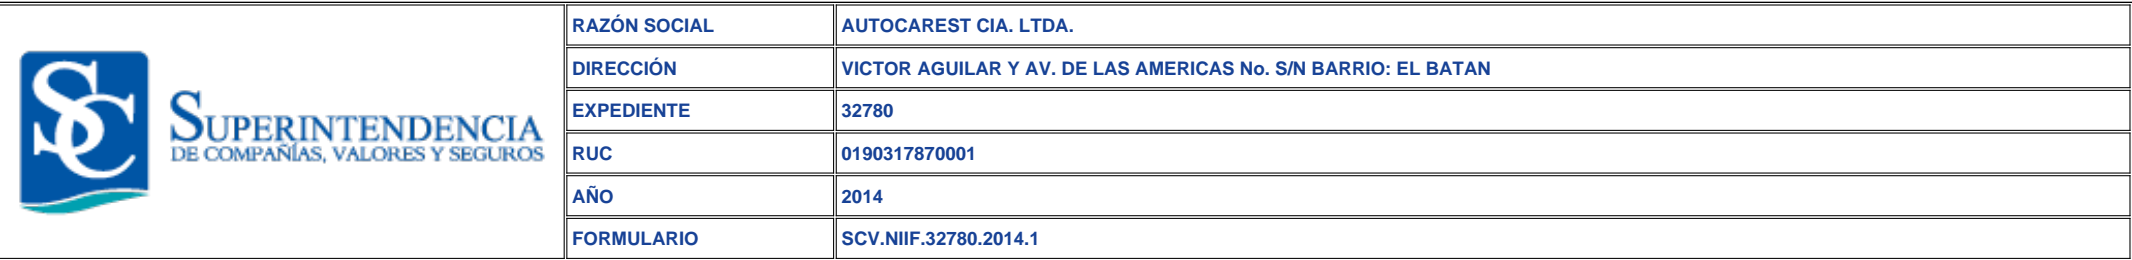 SC
SUPERINTENDENCIA
DE COMPAÑÍAS, VALORES Y SEGUROS
RAZÓN SOCIAL AUTOCAREST CIA. LTDA.
DIRECCIÓN VICTOR AGUILAR Y AV. DE LAS AMERICAS No. S/N BARRIO: EL BATAN
EXPEDIENTE 32780
RUC 0190317870001
AÑO 2014
FORMULARIO SCV.NIIF.32780.2014.1